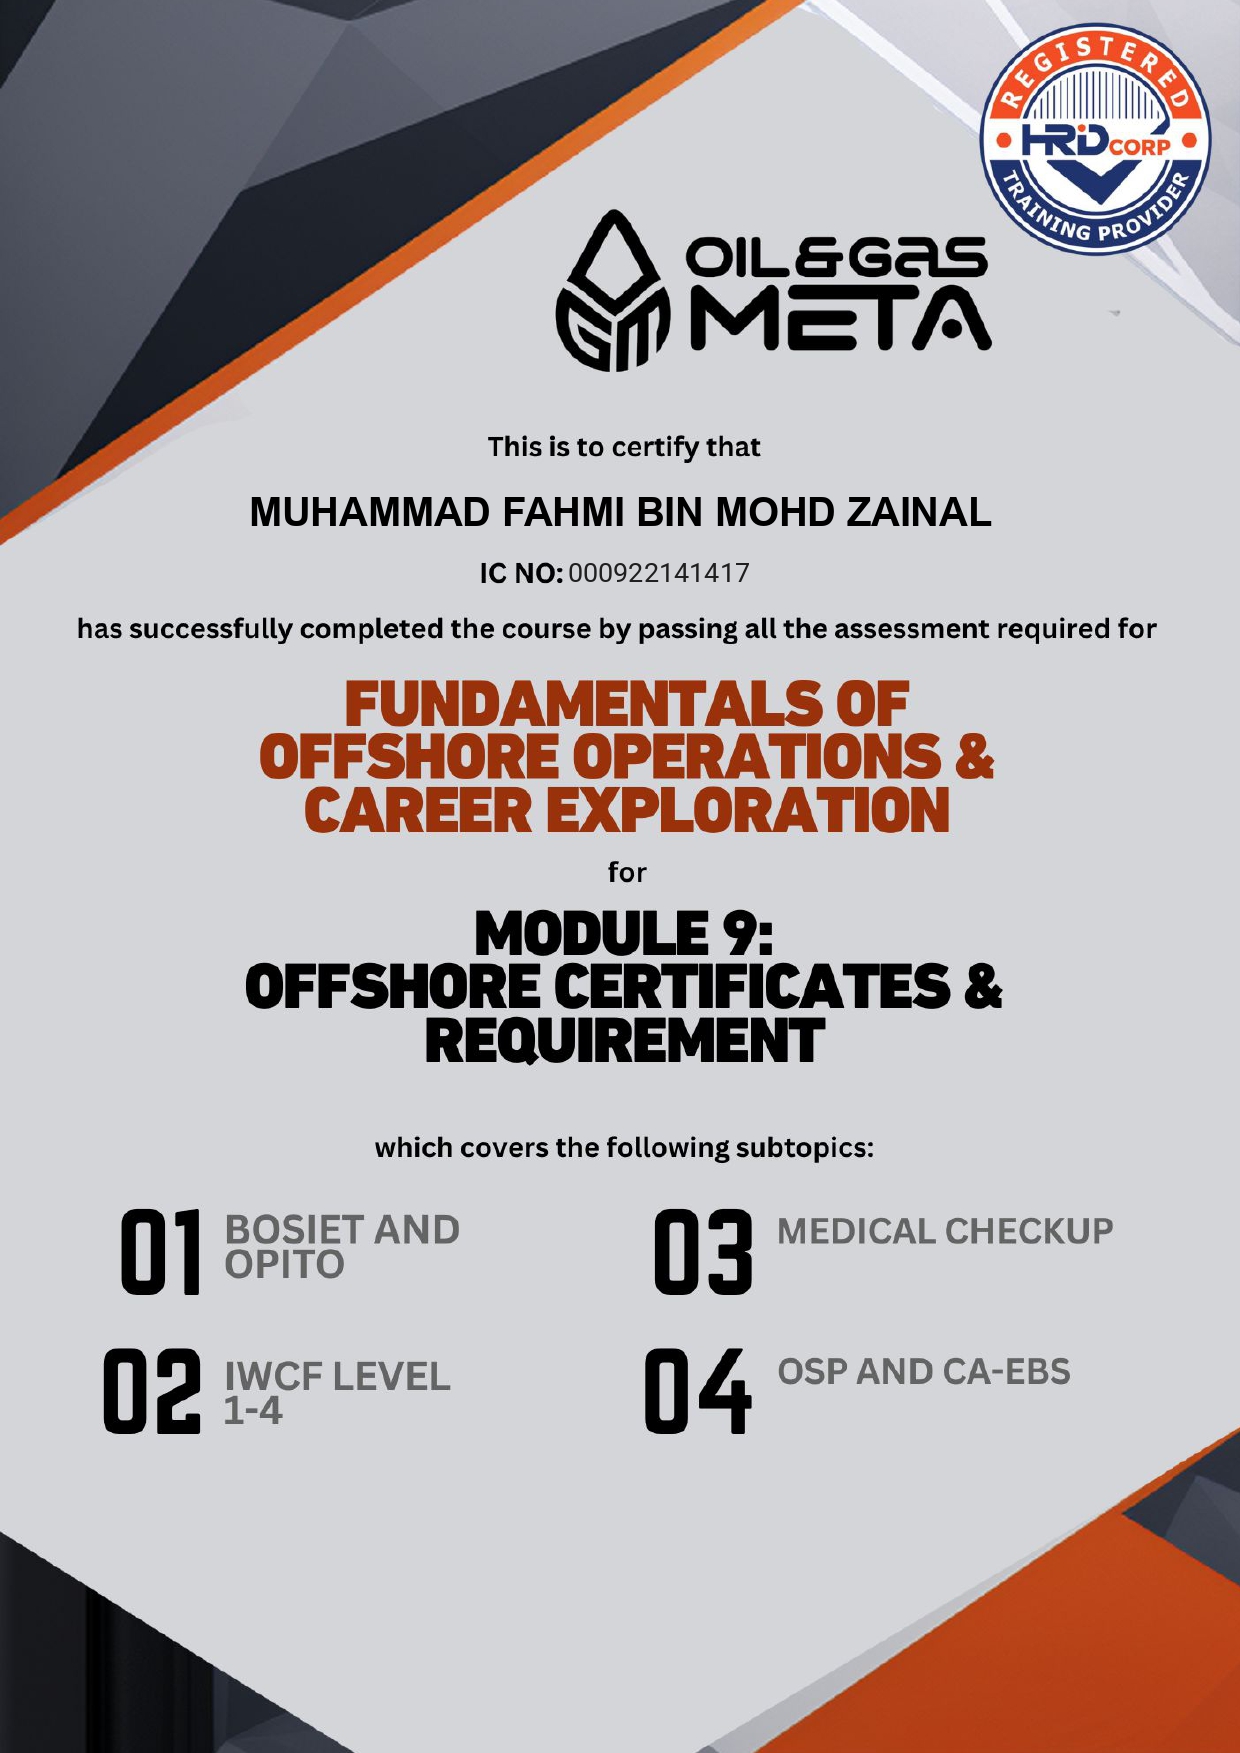 REGISTERED
HRD CORP
TRAINING PROVIDER
OIL&GAS
META
GM
This is to certify that
MUHAMMAD FAHMI BIN MOHD ZAINAL
IC NO: 000922141417
has successfully completed the course by passing all the assessment required for
FUNDAMENTALS OF
OFFSHORE OPERATIONS &
CAREER EXPLORATION
for
MODULE 9:
OFFSHORE CERTIFICATES &
REQUIREMENT
which covers the following subtopics:
01 BOSIET AND
OPITO
03 MEDICAL CHECKUP
02 IWCF LEVEL
1-4
04 OSP AND CA-EBS